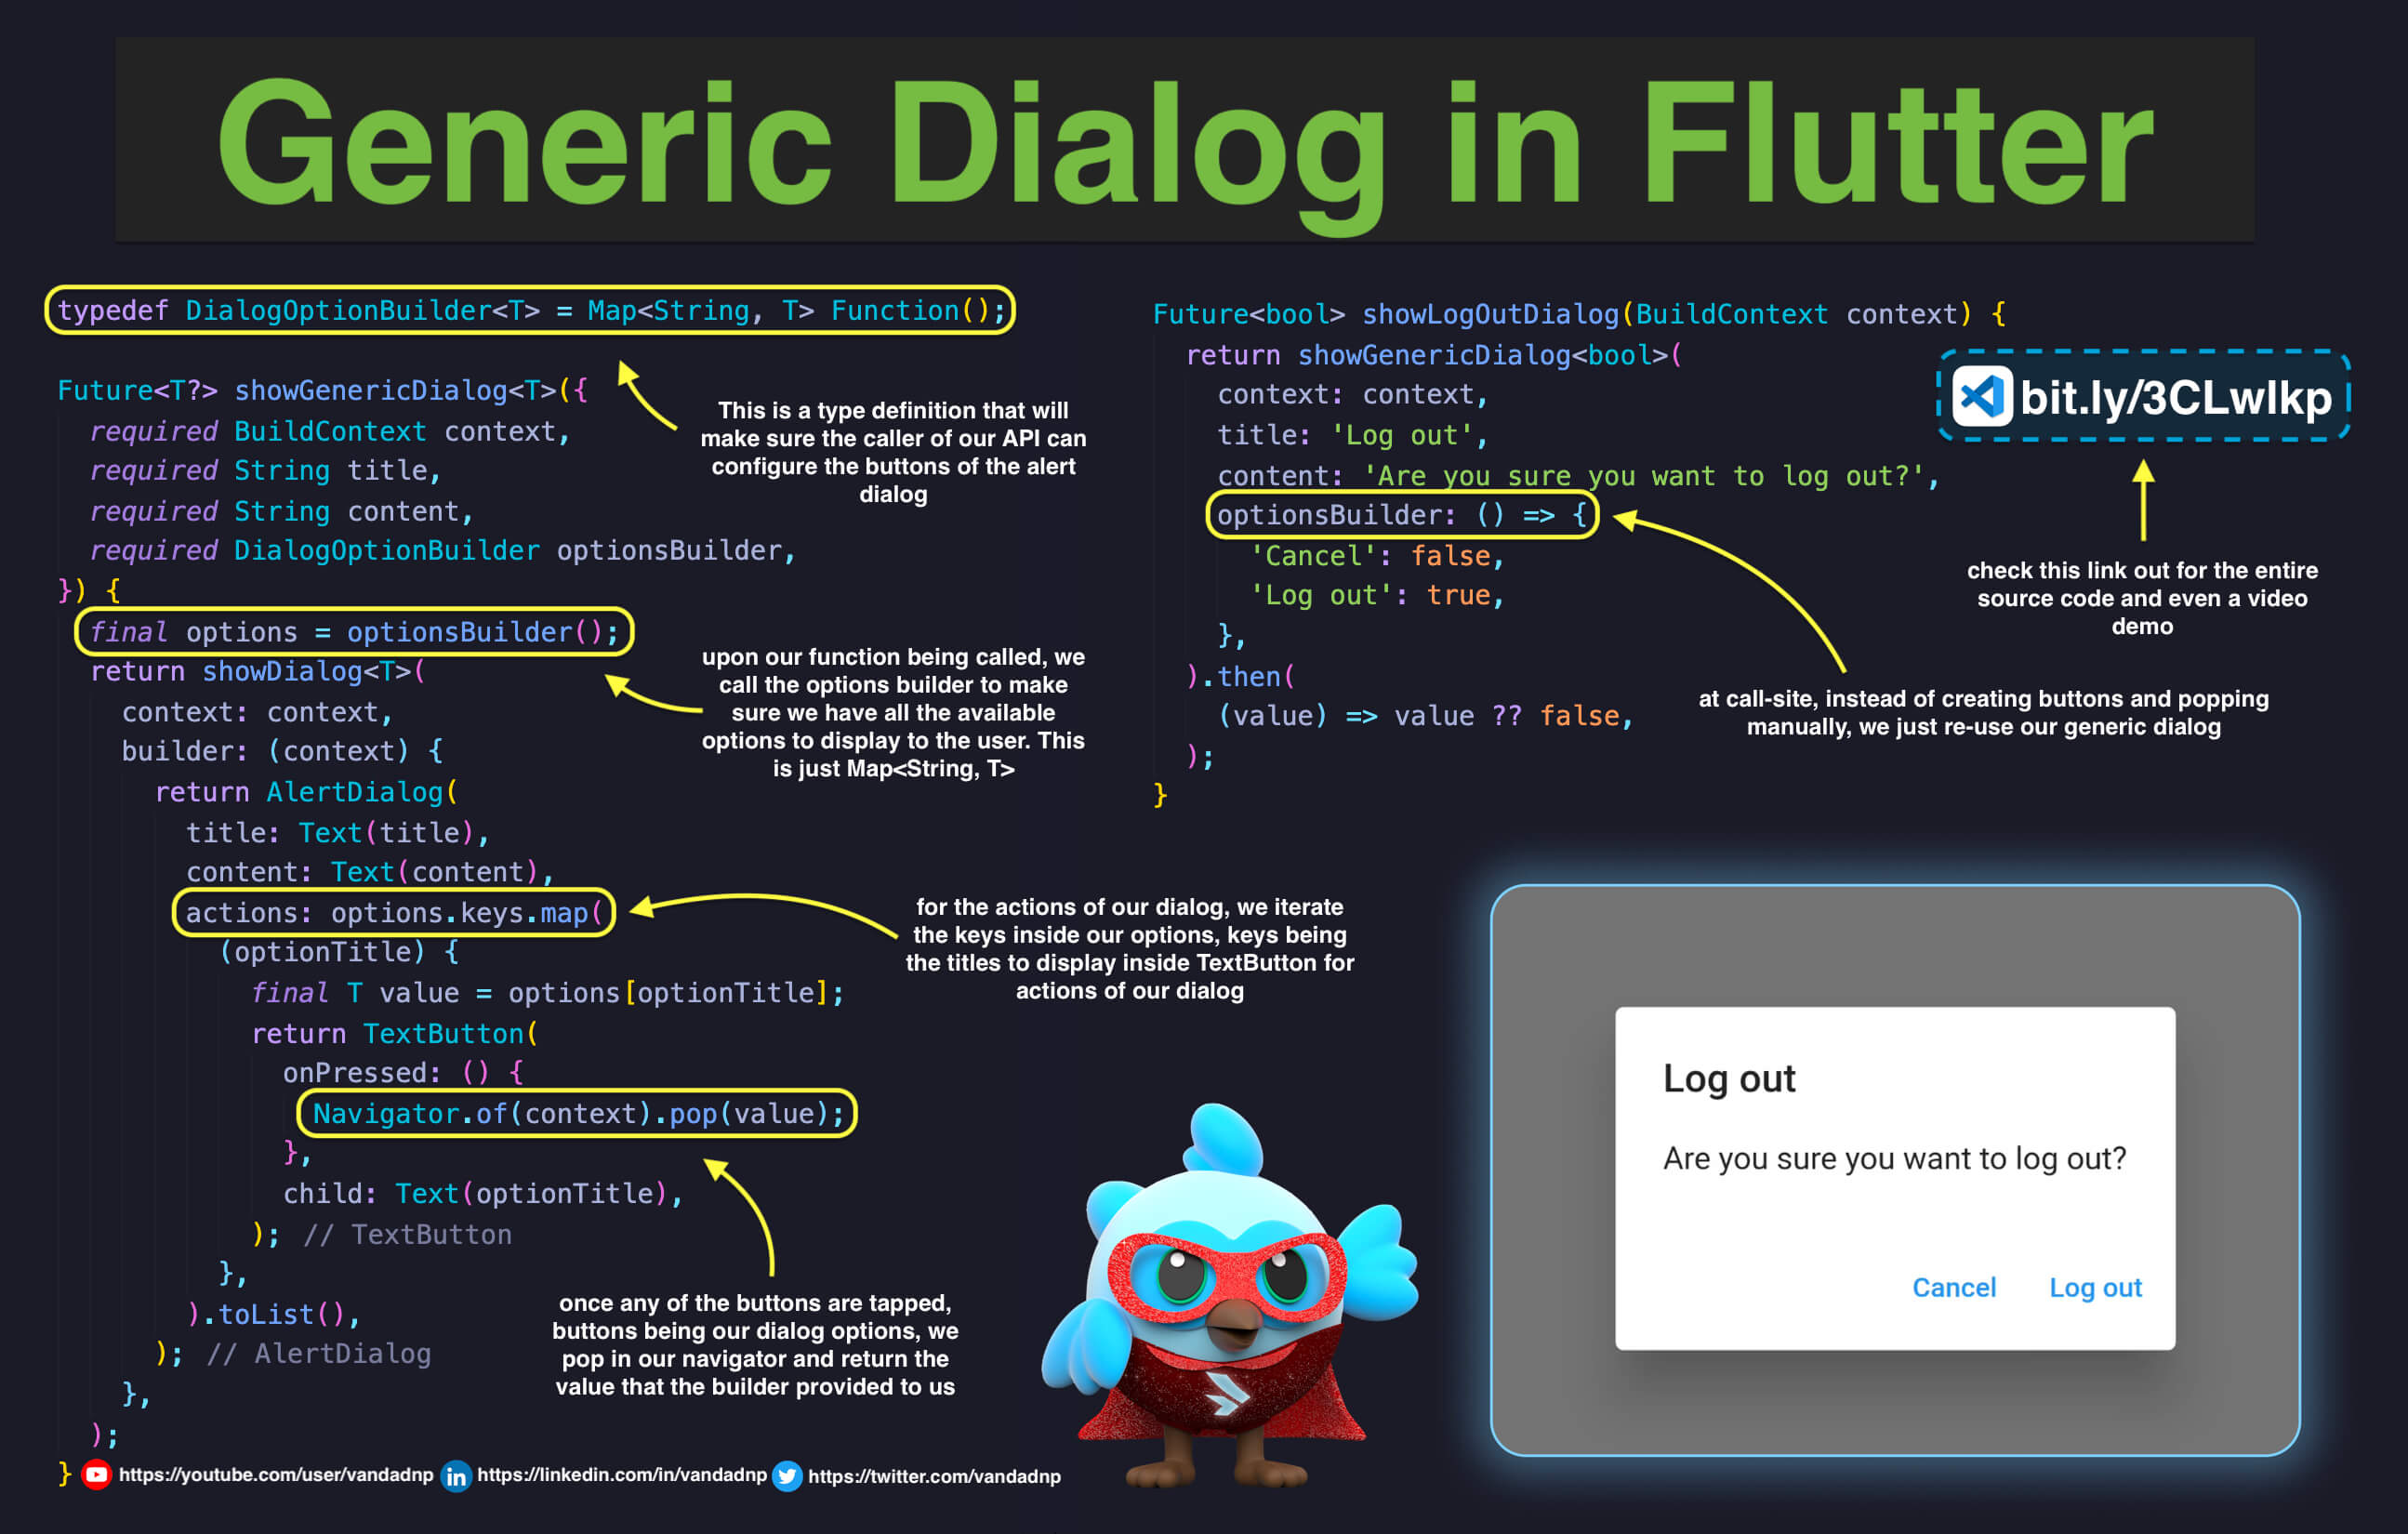 Generic Dialog in Flutter
typedef DialogOptionBuilder<T> = Map<String, T> Function();
Future<T?> showGenericDialog<T>({
required BuildContext context,
required String title,
required String content,
required DialogOptionBuilder optionsBuilder,
}) {
final options = optionsBuilder();
return showDialog<T>(
context: context,
builder: (context) {
return AlertDialog(
title: Text(title),
content: Text(content),
actions: options.keys.map(
(optionTitle) {
final T value = options[optionTitle];
return TextButton(
onPressed: () {
Navigator.of(context).pop(value);
},
child: Text(optionTitle),
); // TextButton
},
).toList(),
); // AlertDialog
},
);
}
This is a type definition that will
make sure the caller of our API can
configure the buttons of the alert
dialog
upon our function being called, we
call the options builder to make
sure we have all the available
options to display to the user. This
is just Map<String, T>
for the actions of our dialog, we iterate
the keys inside our options, keys being
the titles to display inside TextButton for
actions of our dialog
once any of the buttons are tapped,
buttons being our dialog options, we
pop in our navigator and return the
value that the builder provided to us
Future<bool> showLogOutDialog(BuildContext context) {
return showGenericDialog<bool>(
context: context,
title: 'Log out',
content: 'Are you sure you want to log out?',
optionsBuilder: () => {
'Cancel': false,
'Log out': true,
},
).then(
(value) => value ?? false,
);
}
bit.ly/3CLwlkp
check this link out for the entire
source code and even a video
demo
at call-site, instead of creating buttons and popping
manually, we just re-use our generic dialog
Log out
Are you sure you want to log out?
Cancel Log out
https://youtube.com/user/vandadnp https://linkedin.com/in/vandadnp https://twitter.com/vandadnp